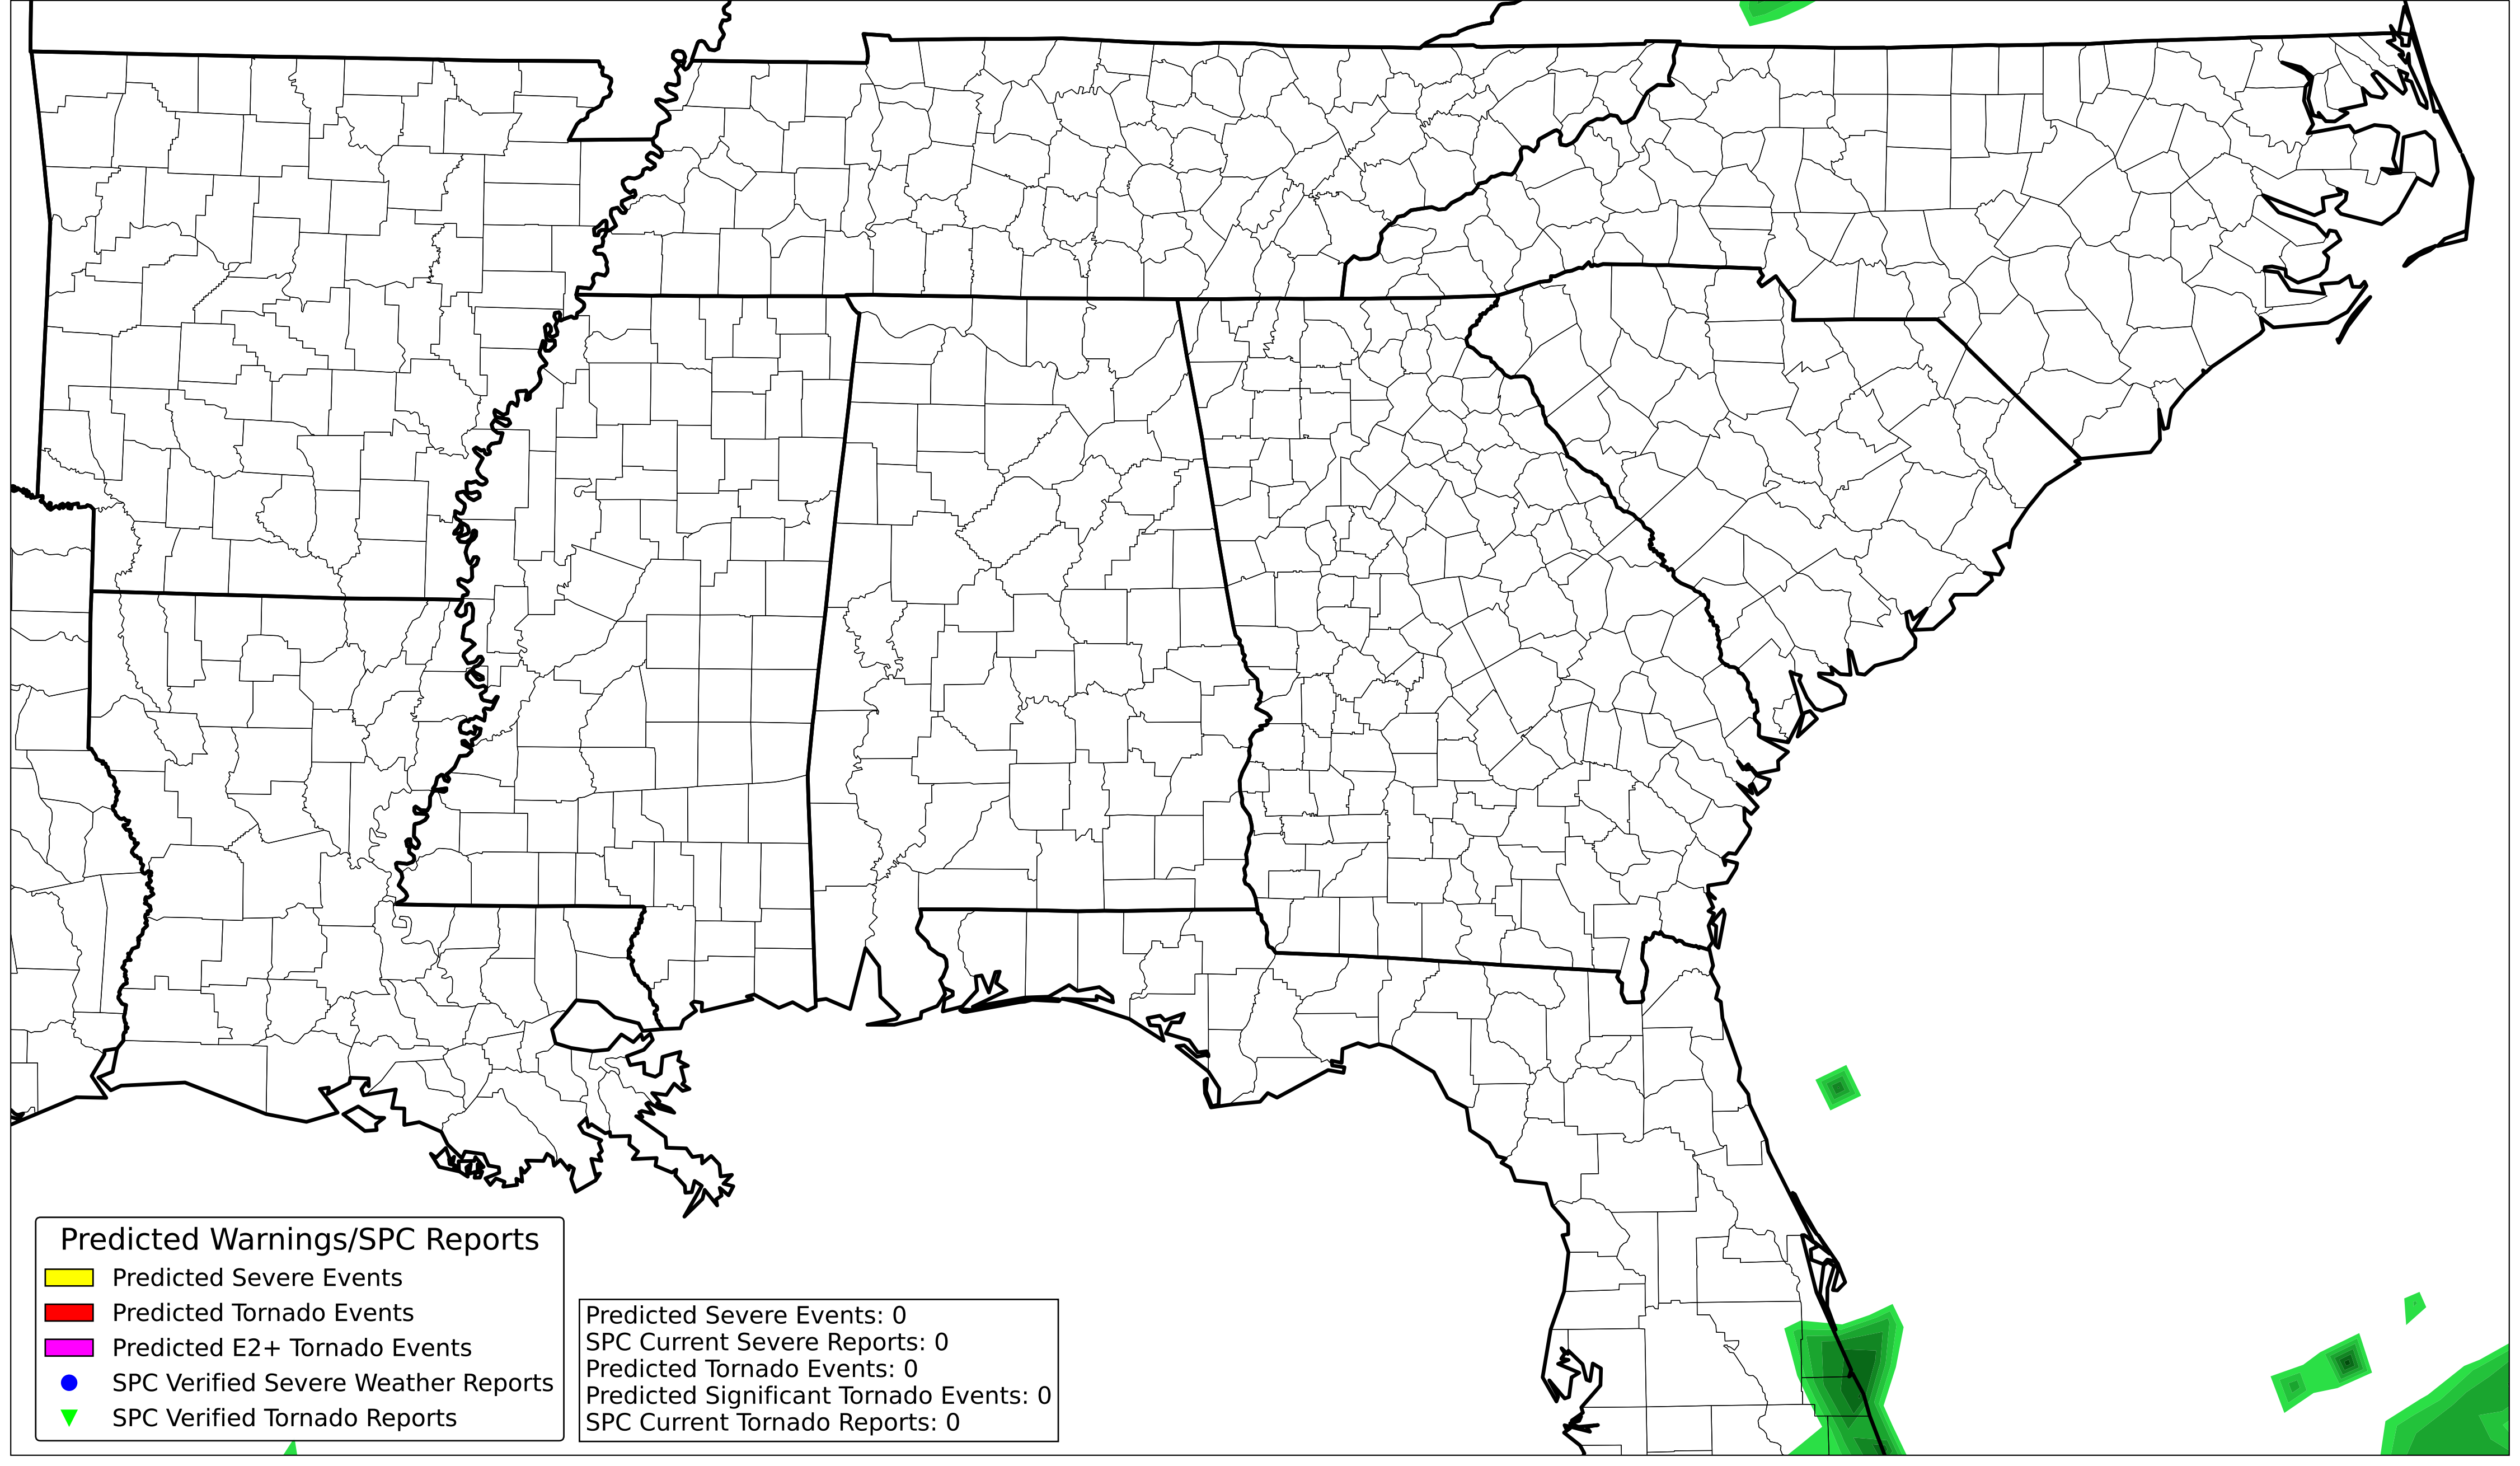 Predicted Warnings/SPC Reports
Predicted Severe Events
Predicted Tornado Events
Predicted E2+ Tornado Events
SPC Verified Severe Weather Reports
SPC Verified Tornado Reports
Predicted Severe Events: 0
SPC Current Severe Reports: 0
Predicted Tornado Events: 0
Predicted Significant Tornado Events: 0
SPC Current Tornado Reports: 0